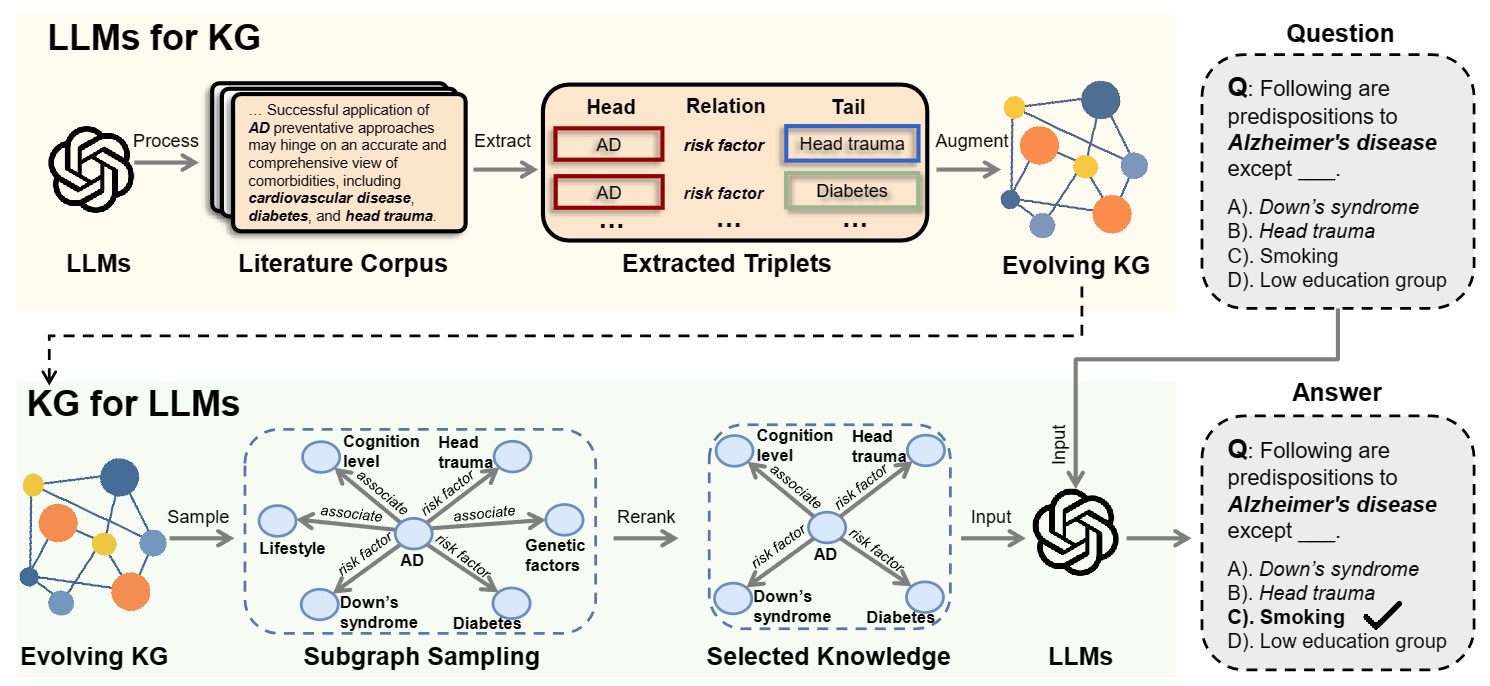 LLMs for KG
Process
… Successful application of
AD preventative approaches
may hinge on an accurate and
comprehensive view of
comorbidities, including
cardiovascular disease,
diabetes, and head trauma.
Extract
Head Relation Tail
AD risk factor Head trauma
AD risk factor Diabetes
... ... ...
Augment
LLMs
Literature Corpus
Extracted Triplets
Evolving KG
Question
Q: Following are
predispositions to
Alzheimer's disease
except ___.
A). Down's syndrome
B). Head trauma
C). Smoking
D). Low education group
KG for LLMs
Evolving KG
Sample
Cognition
level
Head
trauma
associate
risk factor
associate
associate
Lifestyle
AD
Genetic
factors
risk factor
risk factor
Down's
syndrome
Diabetes
Subgraph Sampling
Rerank
Cognition
level
Head
trauma
associate
risk factor
AD
risk factor
risk factor
Down's
syndrome
Diabetes
Selected Knowledge
Input
Input
LLMs
Answer
Q: Following are
predispositions to
Alzheimer's disease
except ___.
A). Down's syndrome
B). Head trauma
C). Smoking
D). Low education group